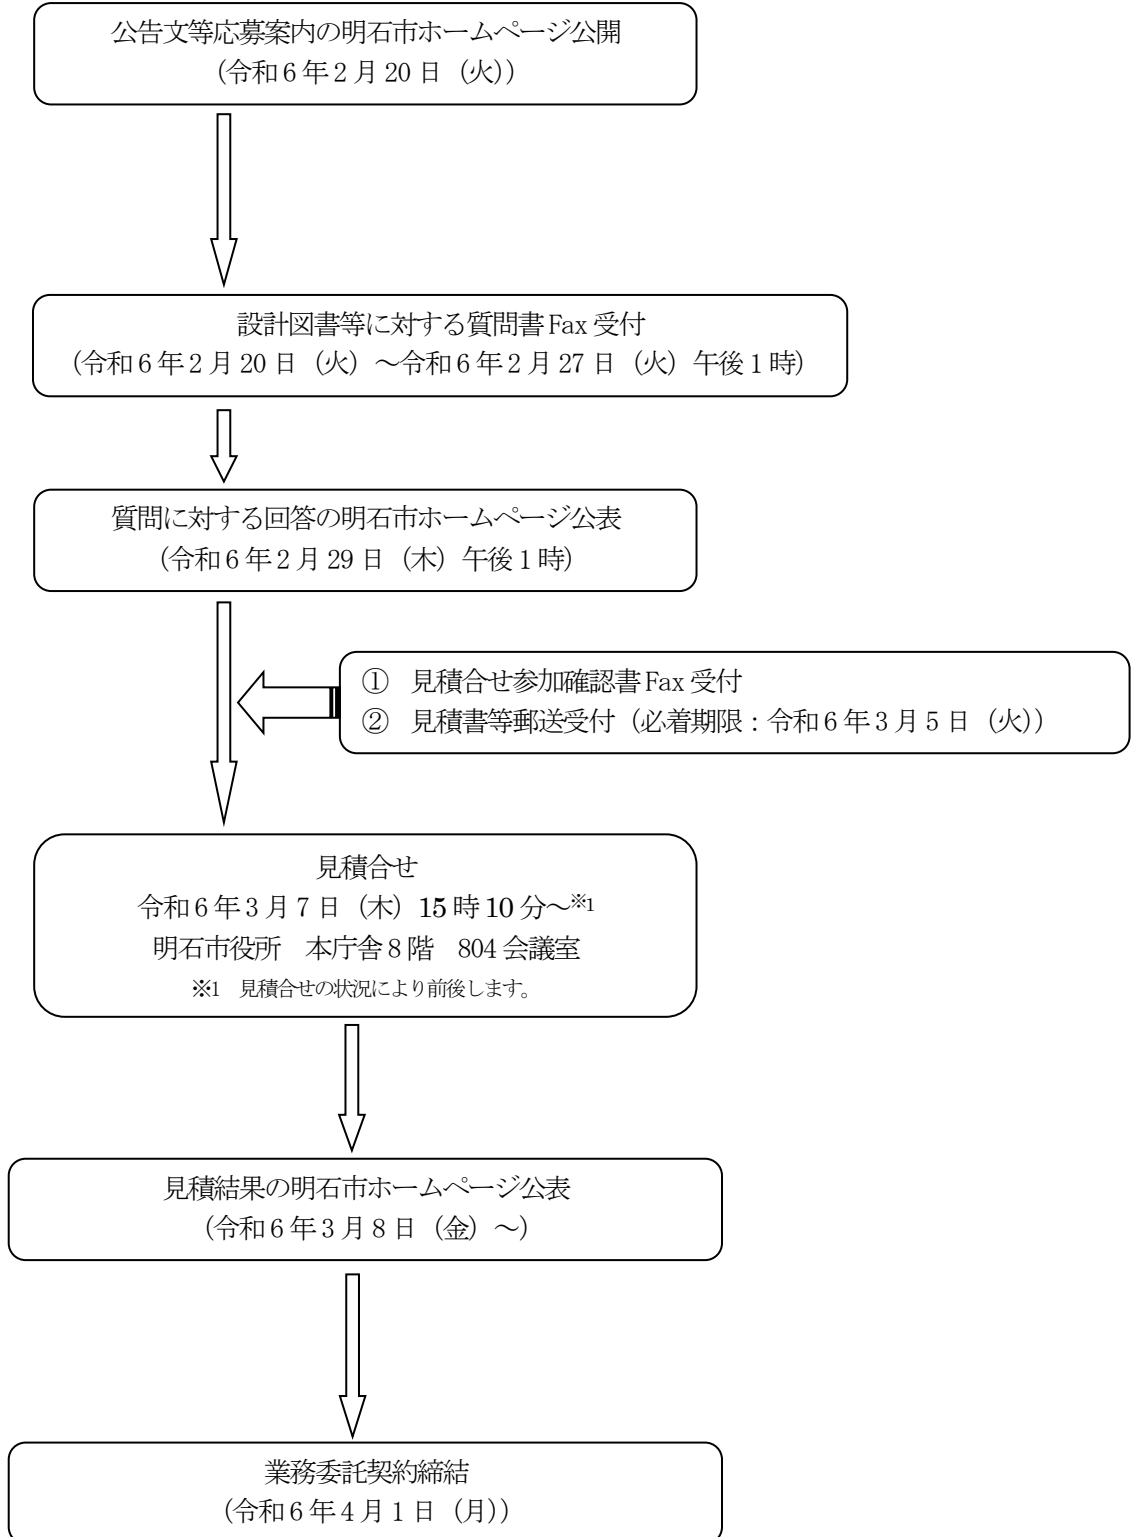 公告文等応募案内の明石市ホームページ公開
（令和6年2月20日（火））
設計図書等に対する質問書Fax受付
（令和6年2月20日（火）～令和6年2月27日（火）午後1時）
質問に対する回答の明石市ホームページ公表
（令和6年2月29日（木）午後1時）
①　見積合せ参加確認書Fax受付
②　見積書等郵送受付（必着期限：令和6年3月5日（火））
見積合せ
令和6年3月7日（木）15時10分～※1
明石市役所　本庁舎8階　804会議室
※1　見積合せの状況により前後します。
見積結果の明石市ホームページ公表
（令和6年3月8日（金）～）
業務委託契約締結
（令和6年4月1日（月））